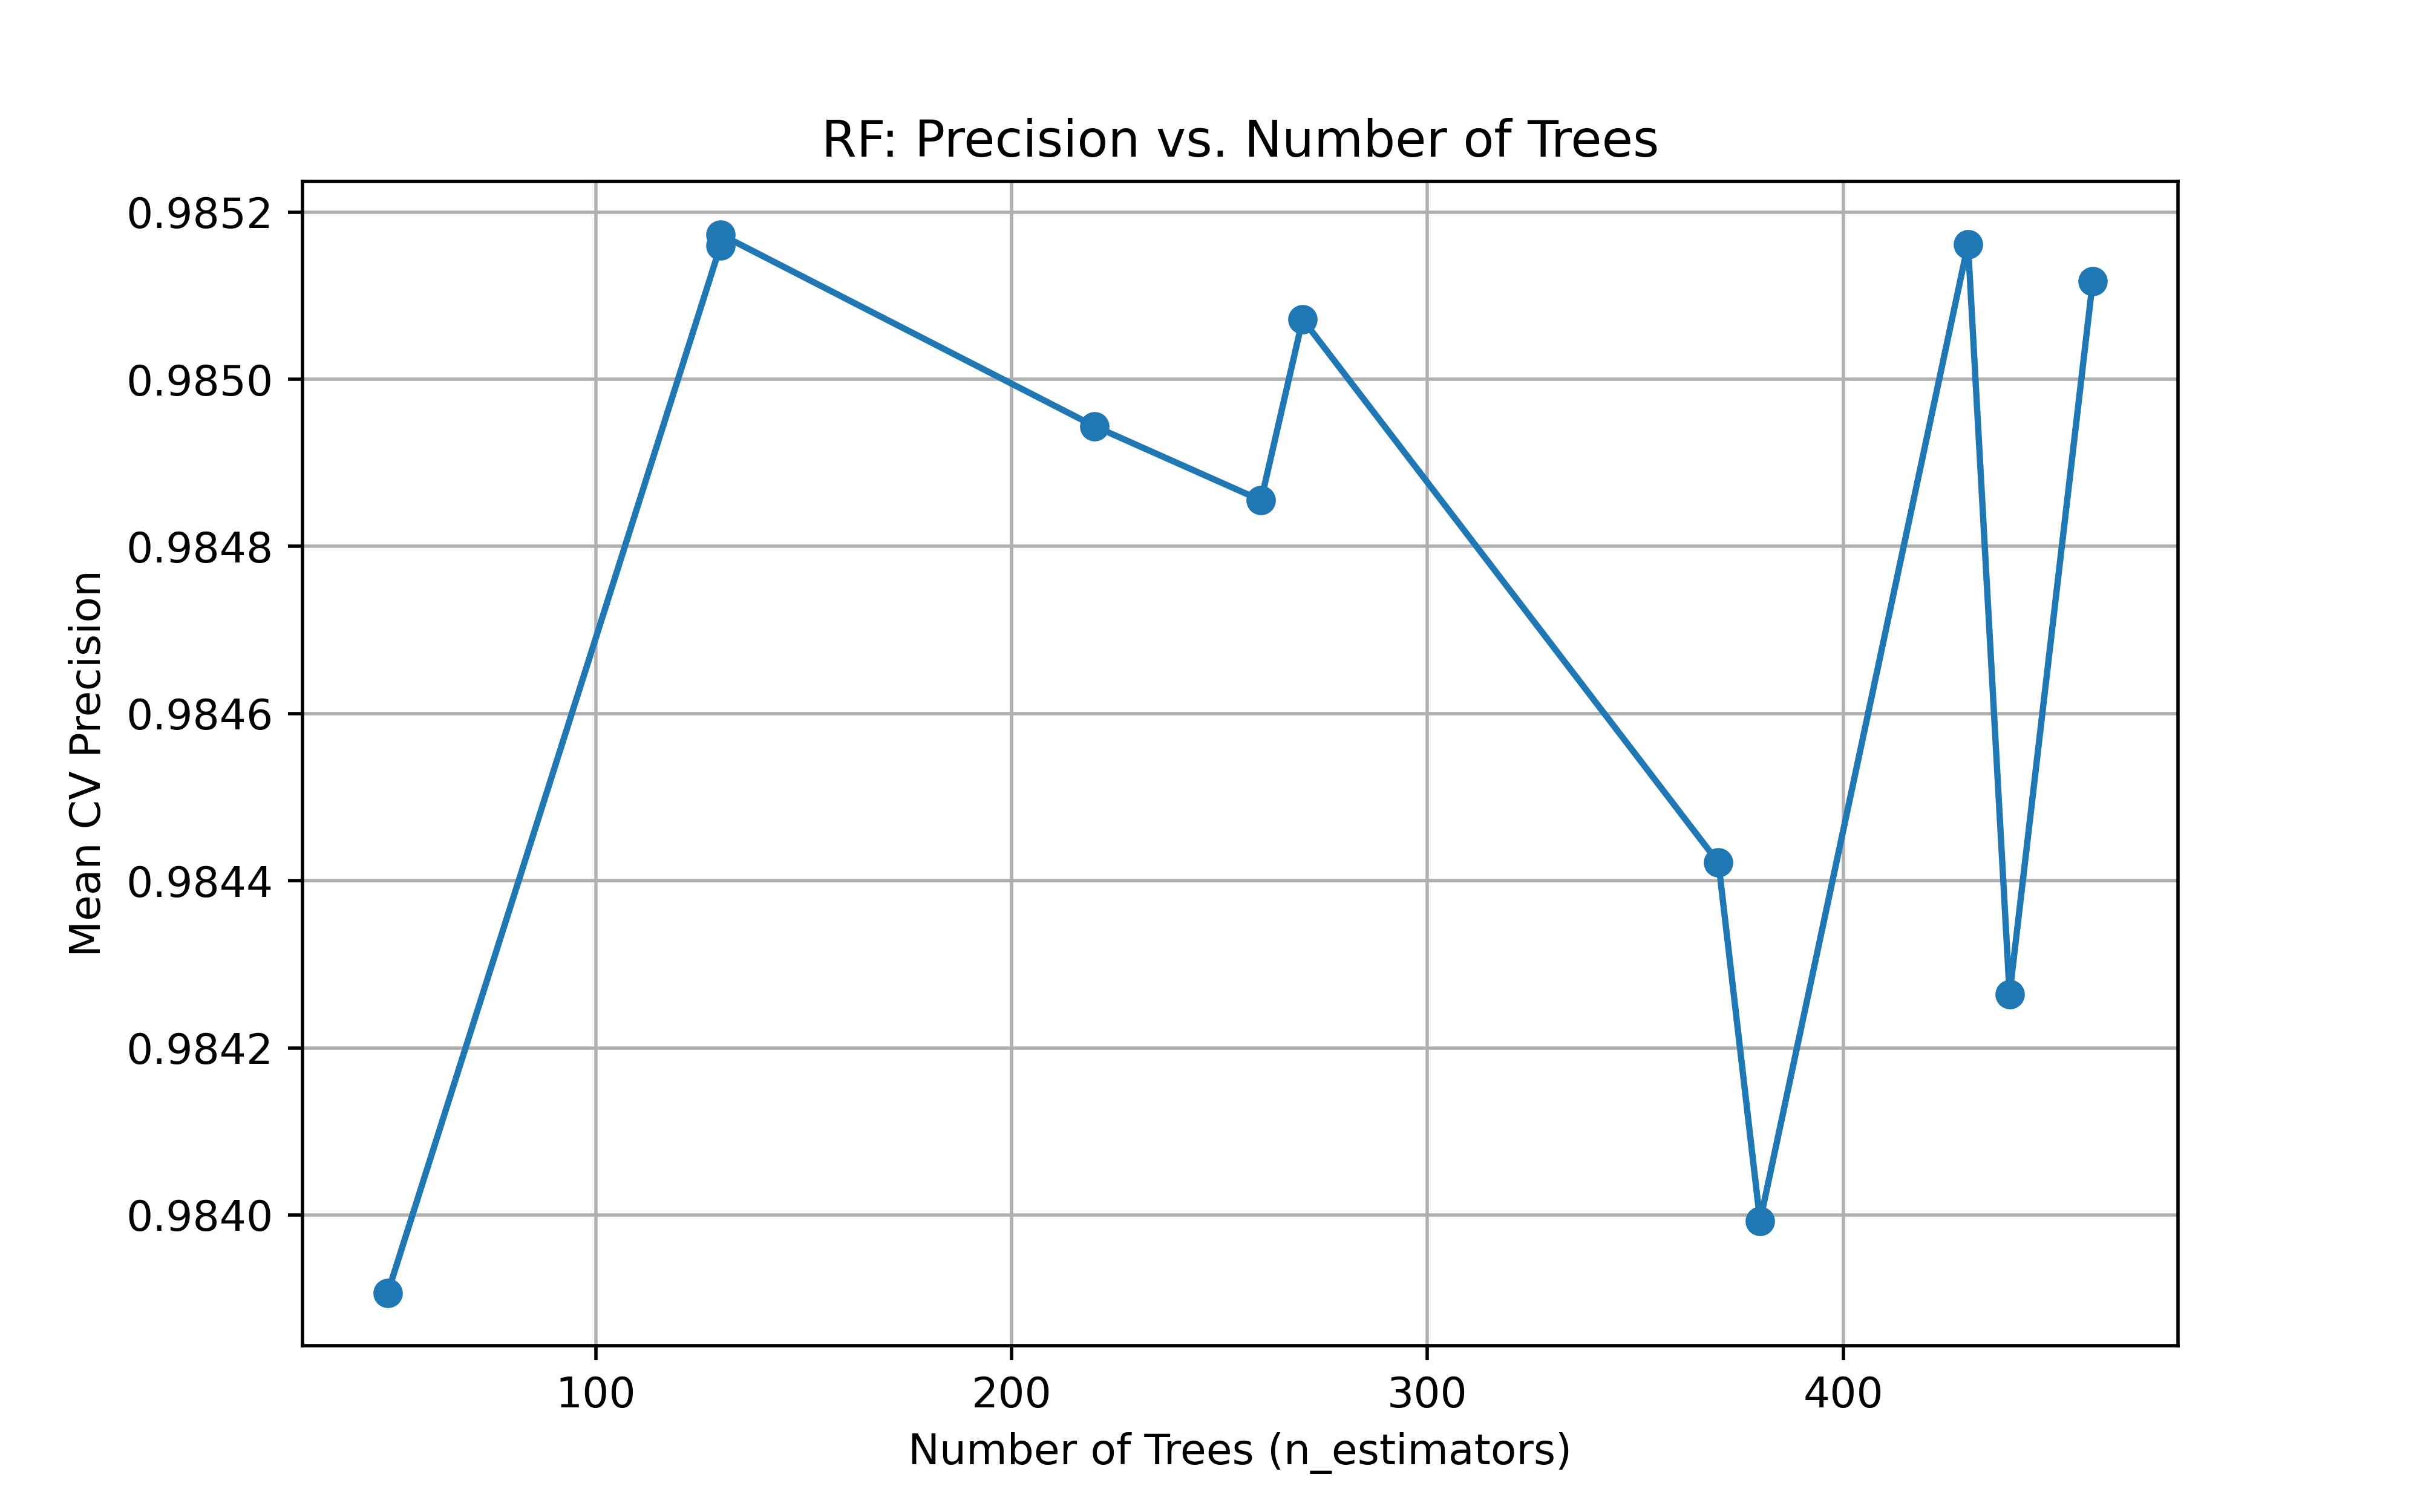 RF: Precision vs. Number of Trees
0.9852
0.9850
0.9848
0.9846
0.9844
0.9842
0.9840
Mean CV Precision
100 200 300 400
Number of Trees (n_estimators)